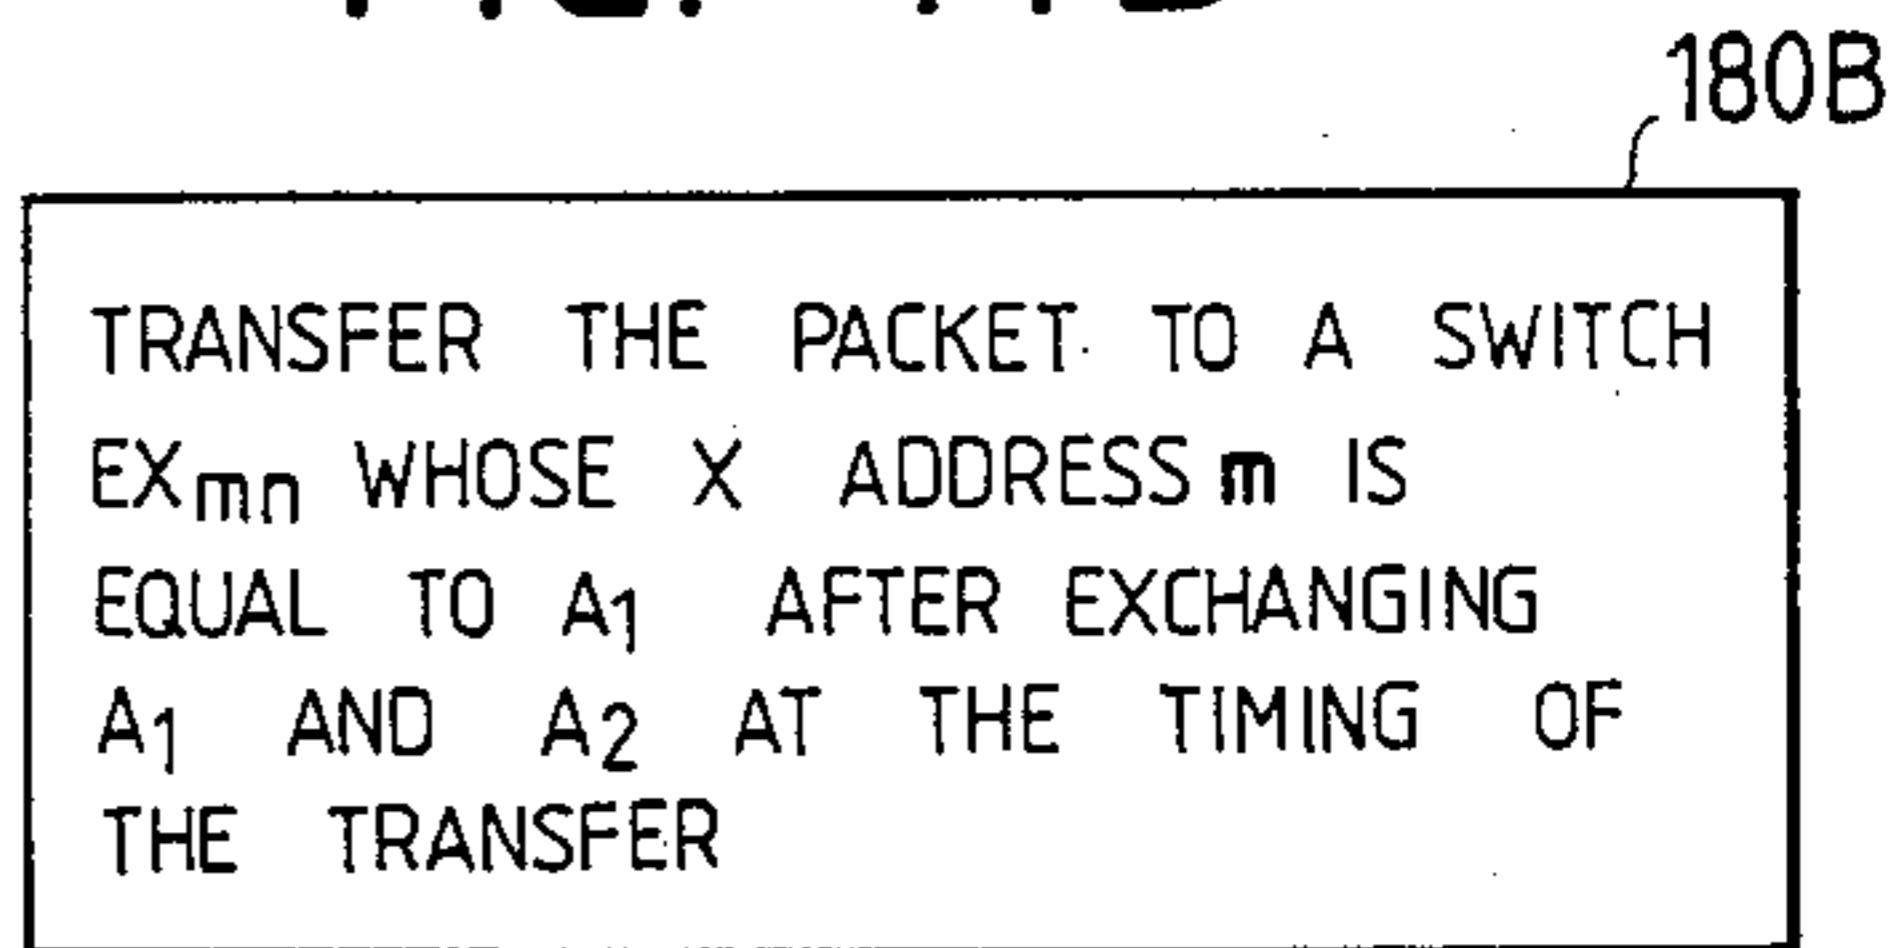 180B
TRANSFER THE PACKET TO A SWITCH
EXmn WHOSE X ADDRESS m IS
EQUAL TO A1 AFTER EXCHANGING
A1 AND A2 AT THE TIMING OF
THE TRANSFER